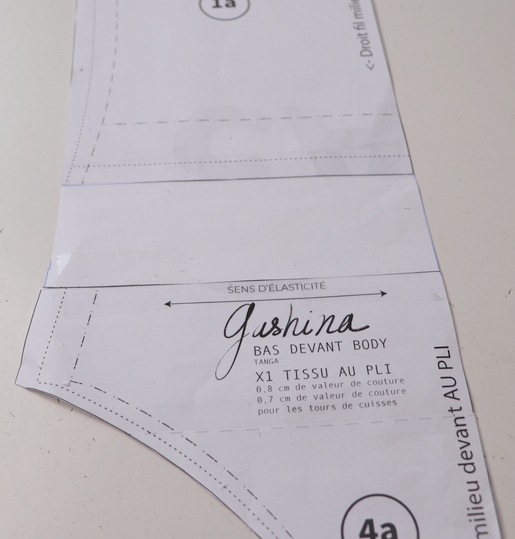 1a
<- Droit fil milie
SENS D'ÉLASTICITÉ
Gushina
BAS DEVANT BODY
TANGA
X1 TISSU AU PLI
0,8 cm de valeur de couture
0,7 cm de valeur de couture
pour les tours de cuisses
milieu devant AU PLI
4a